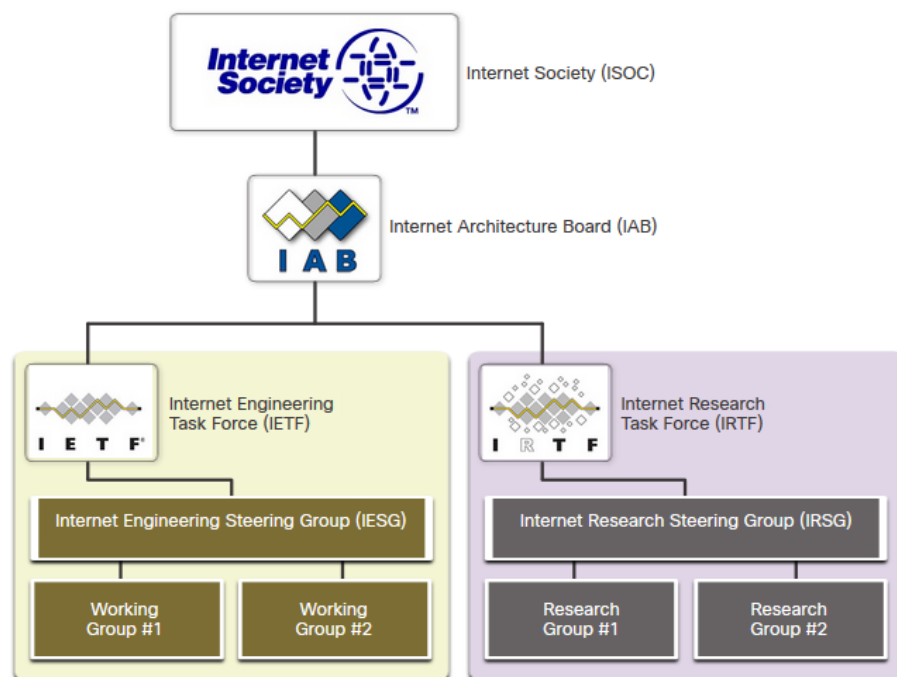 Internet
Society
TM
Internet Society (ISOC)
IAB
Internet Architecture Board (IAB)
IETF®
Internet Engineering
Task Force (IETF)
IRTF
Internet Research
Task Force (IRTF)
Internet Engineering Steering Group (IESG)
Internet Research Steering Group (IRSG)
Working
Group #1
Working
Group #2
Research
Group #1
Research
Group #2